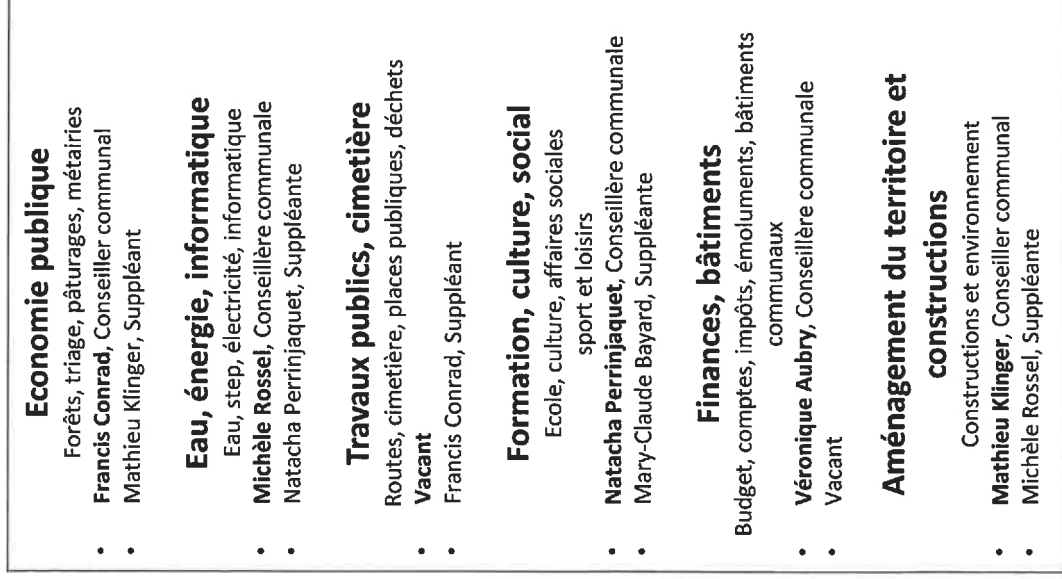 Economie publique
Forêts, triage, pâturages, métairies
• Francis Conrad, Conseiller communal
• Mathieu Klinger, Suppléant
Eau, énergie, informatique
Eau, step, électricité, informatique
• Michèle Rossel, Conseillère communale
• Natacha Perrinjaquet, Suppléante
Travaux publics, cimetière
Routes, cimetière, places publiques, déchets
• Vacant
• Francis Conrad, Suppléant
Formation, culture, social
Ecole, culture, affaires sociales
sport et loisirs
• Natacha Perrinjaquet, Conseillère communale
• Mary-Claude Bayard, Suppléante
Finances, bâtiments
Budget, comptes, impôts, émoluments, bâtiments
communaux
• Véronique Aubry, Conseillère communale
• Vacant
Aménagement du territoire et
constructions
Constructions et environnement
• Mathieu Klinger, Conseiller communal
• Michèle Rossel, Suppléante